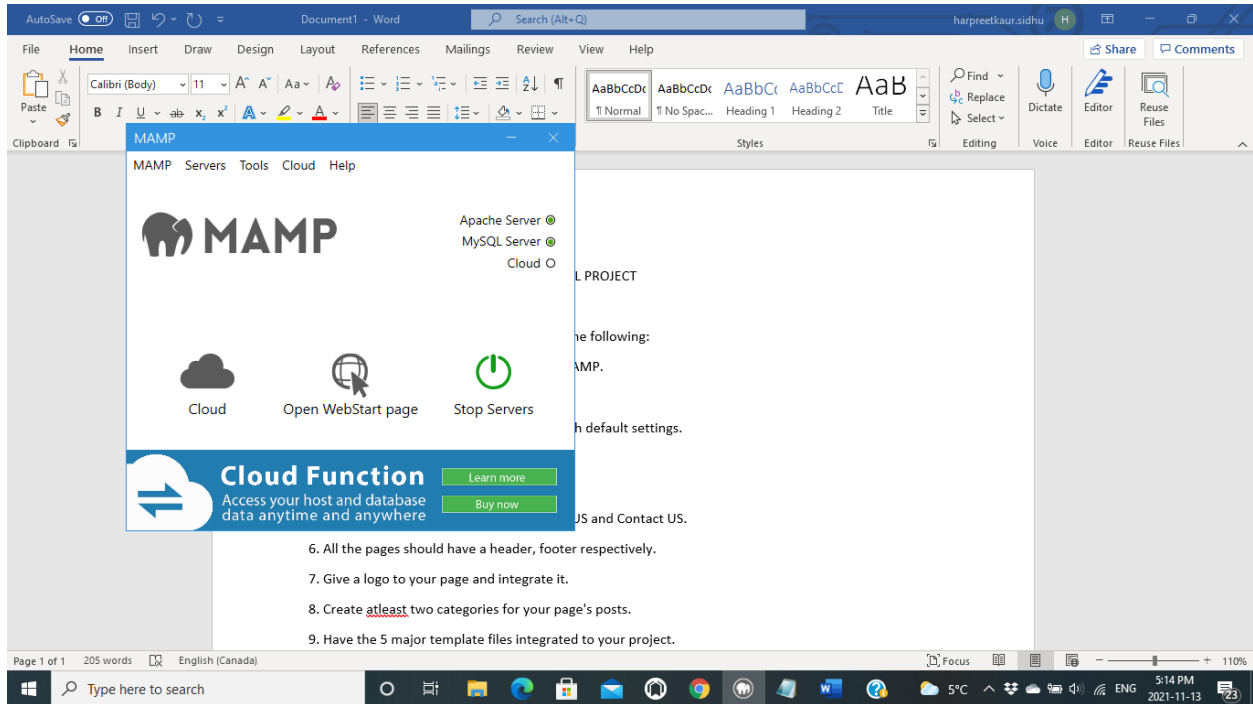 AutoSave Off Document1 - Word Search (Alt+Q) harpreetkaur.sidhu H
File Home Insert Draw Design Layout References Mailings Review View Help Share Comments
Calibri (Body) 11 A^ A˅ Aa A
Paste
B I U ab x₂ x² A A
AaBbCcDc AaBbCcDc AaBbCc AaBbCcC AaB
¶ Normal ¶ No Spac... Heading 1 Heading 2 Title
Find
Replace
Select
Dictate Editor Reuse
Files
Clipboard Styles Editing Voice Editor Reuse Files
MAMP
MAMP Servers Tools Cloud Help
MAMP
Apache Server
MySQL Server
Cloud
Cloud Open WebStart page Stop Servers
Cloud Function
Access your host and database
data anytime and anywhere
Learn more
Buy now
L PROJECT
he following:
AMP.
h default settings.
US and Contact US.
6. All the pages should have a header, footer respectively.
7. Give a logo to your page and integrate it.
8. Create atleast two categories for your page's posts.
9. Have the 5 major template files integrated to your project.
Page 1 of 1 205 words English (Canada) Focus 110%
Type here to search 5°C ENG 5:14 PM
2021-11-13
23